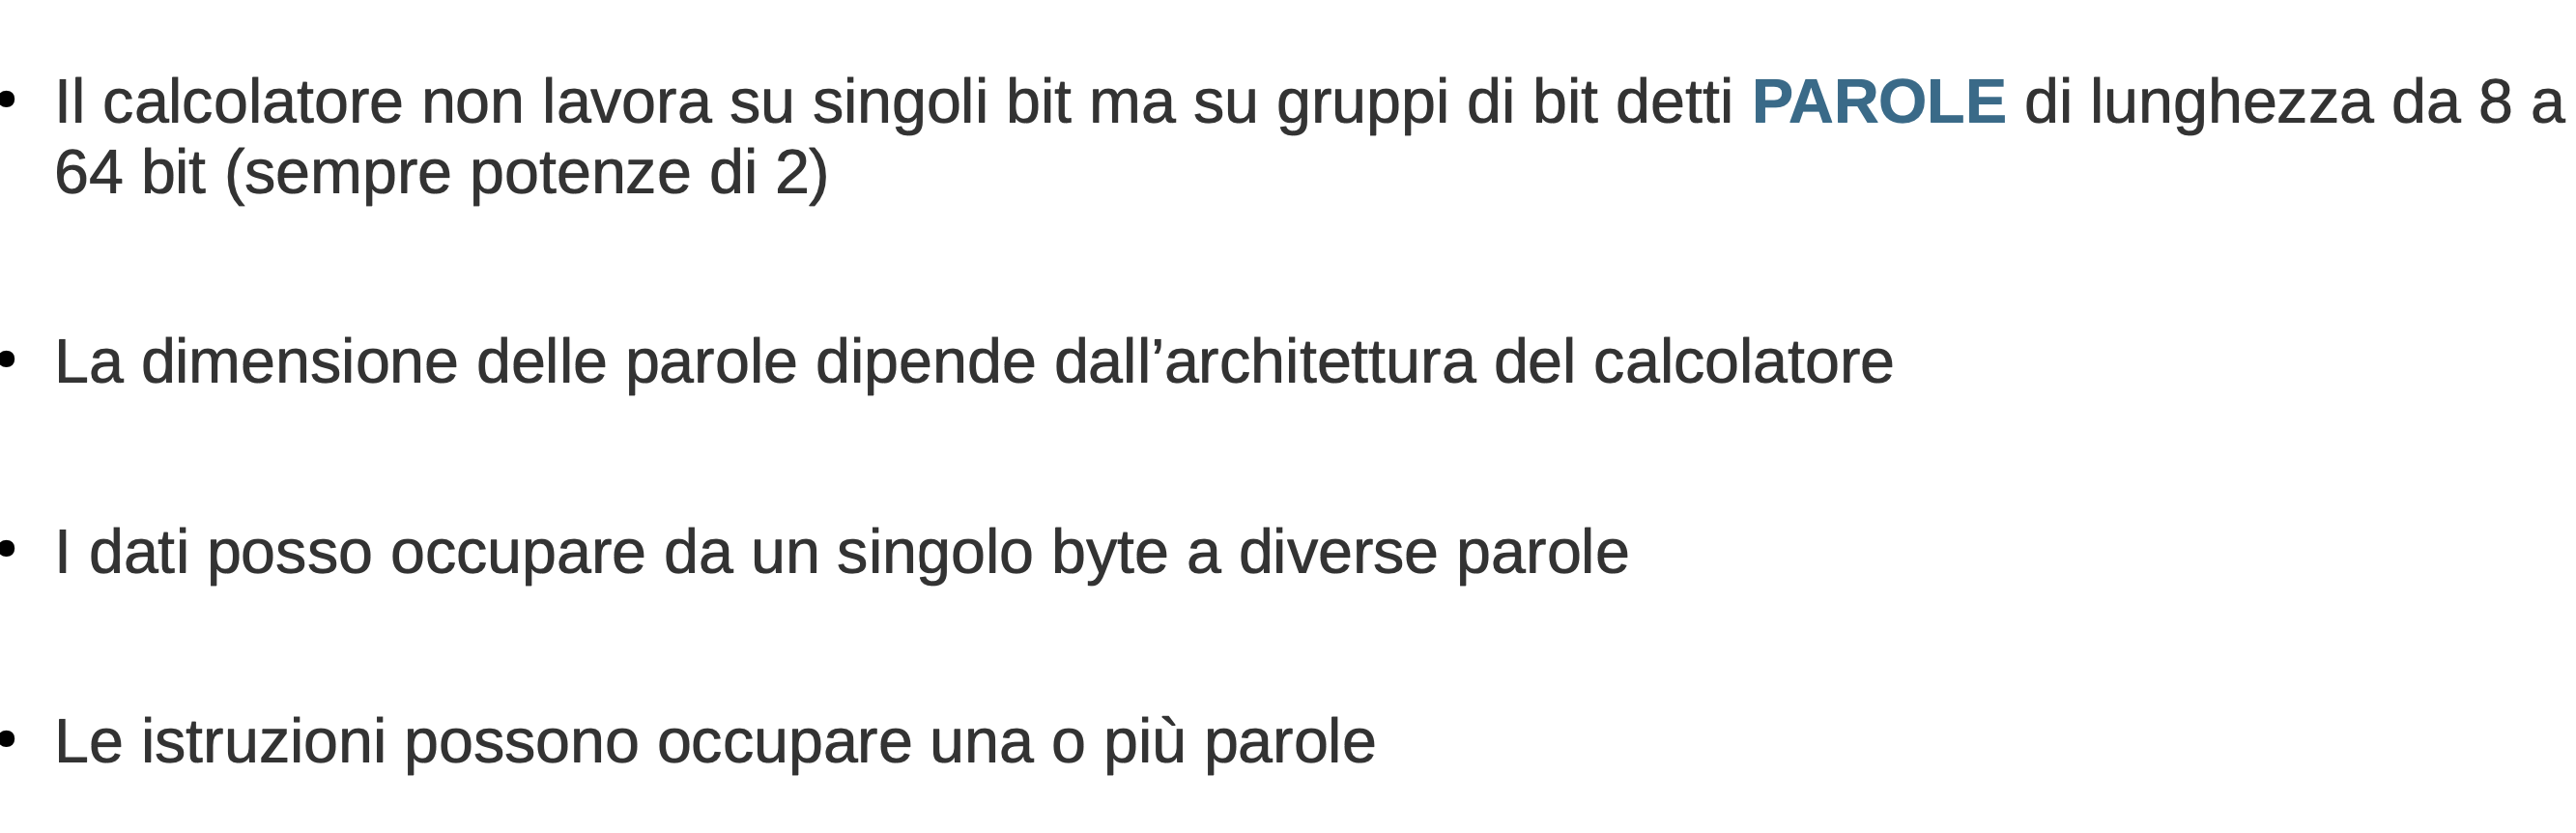 • Il calcolatore non lavora su singoli bit ma su gruppi di bit detti PAROLE di lunghezza da 8 a
64 bit (sempre potenze di 2)
• La dimensione delle parole dipende dall’architettura del calcolatore
• I dati posso occupare da un singolo byte a diverse parole
• Le istruzioni possono occupare una o più parole